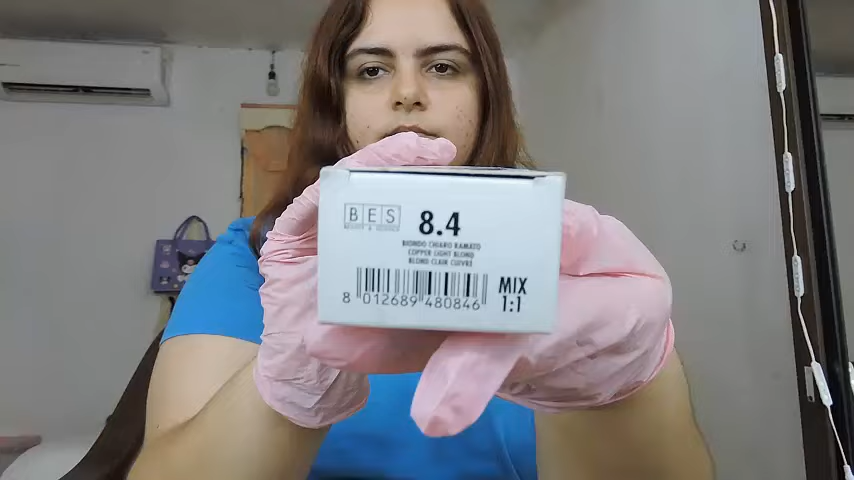 BES
BEAUTY & SCIENCE
8.4
BIONDO CHIARO RAMATO
COPPER LIGHT BLOND
BLOND CLAIR CUIVRÉ
8 012689 480846
MIX
1:1